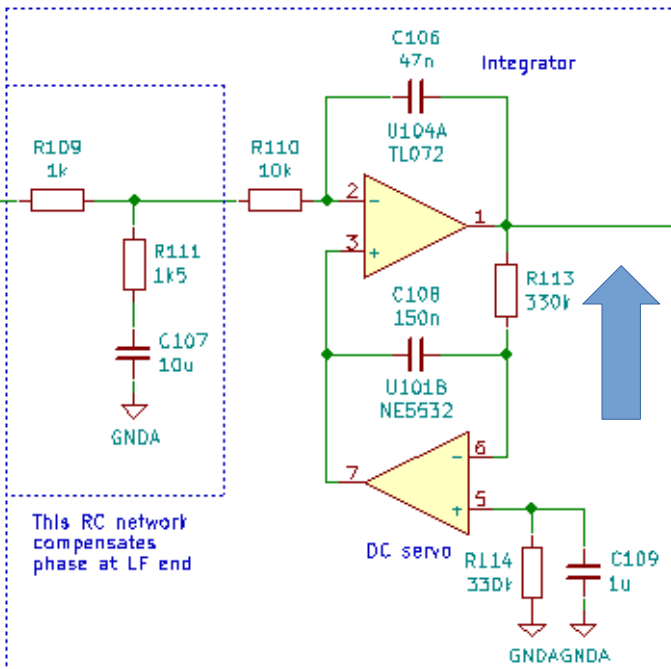 C106
47n
Integrator
U104A
TL072
R109
1k
R110
10k
2
-
1
3
+
R111
1k5
R113
330k
C108
150n
C107
10u
U101B
NE5532
GNDA
7
6
-
5
+
This RC network
compensates
phase at LF end
DC servo
R114
330k
C109
1u
GNDAGNDA